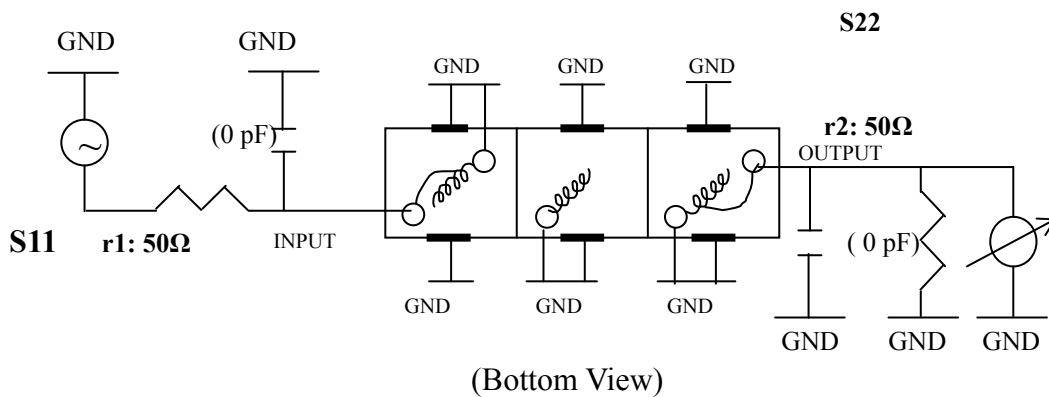 S22
GND
GND
GND
GND
GND
(0 pF)
r2: 50Ω
OUTPUT
S11
r1: 50Ω
INPUT
( 0 pF)
GND
GND
GND
GND
GND
GND
(Bottom View)